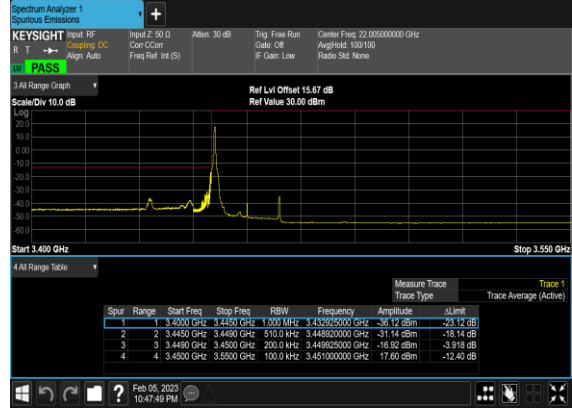 Spectrum Analyzer 1
Spurious Emissions
+
KEYSIGHT Input: RF Input Z: 50 Ω Atten: 30 dB Trig: Free Run Center Freq: 22.005000000 GHz
R T Coupling: DC Corr CCorr Gate: Off Avg|Hold: 100/100
Align: Auto Freq Ref: Int (S) IF Gain: Low Radio Std: None
PASS
3 All Range Graph
Ref Lvl Offset 15.67 dB
Scale/Div 10.0 dB Ref Value 30.00 dBm
Log
20.0
10.0
0.00
-10.0
-20.0
-30.0
-40.0
-50.0
-60.0
Start 3.400 GHz Stop 3.550 GHz
4 All Range Table
Measure Trace Trace 1
Trace Type Trace Average (Active)
Spur Range Start Freq Stop Freq RBW Frequency Amplitude ΔLimit
1 1 3.4000 GHz 3.4450 GHz 1.000 MHz 3.432925000 GHz -36.12 dBm -23.12 dB
2 2 3.4450 GHz 3.4490 GHz 510.0 kHz 3.448920000 GHz -31.14 dBm -18.14 dB
3 3 3.4490 GHz 3.4500 GHz 200.0 kHz 3.449925000 GHz -16.92 dBm -3.918 dB
4 4 3.4500 GHz 3.5500 GHz 100.0 kHz 3.451000000 GHz 17.60 dBm -12.40 dB
? Feb 05, 2023
10:47:49 PM